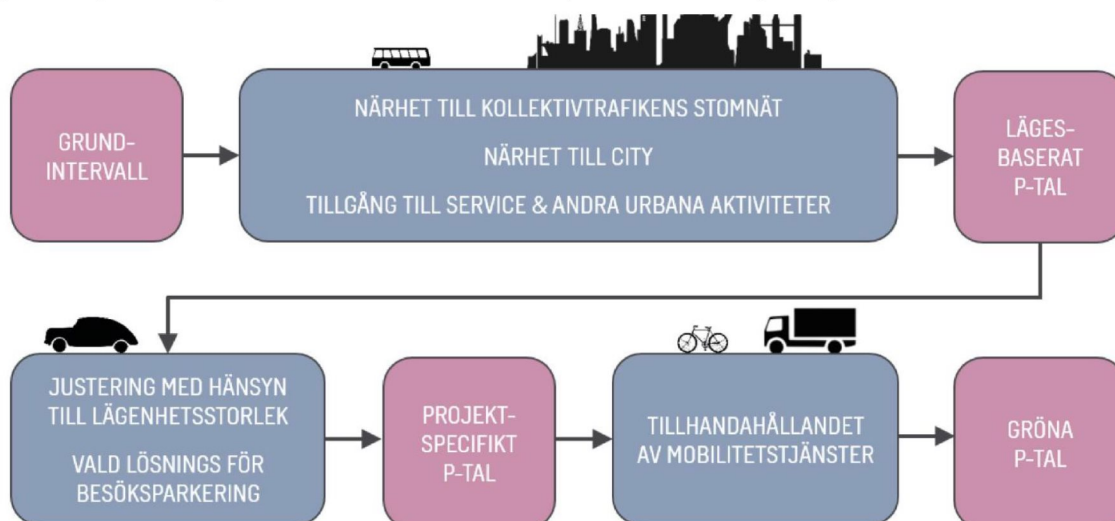 GRUND-
INTERVALL
NÄRHET TILL KOLLEKTIVTRAFIKENS STOMNÄT
NÄRHET TILL CITY
TILLGÅNG TILL SERVICE & ANDRA URBANA AKTIVITETER
LÄGES-
BASERAT
P-TAL
JUSTERING MED HÄNSYN
TILL LÄGENHETSSTORLEK
VALD LÖSNINGS FÖR
BESÖKSPARKERING
PROJEKT-
SPECIFIKT
P-TAL
TILLHANDAHÅLLANDET
AV MOBILITETSTJÄNSTER
GRÖNA
P-TAL